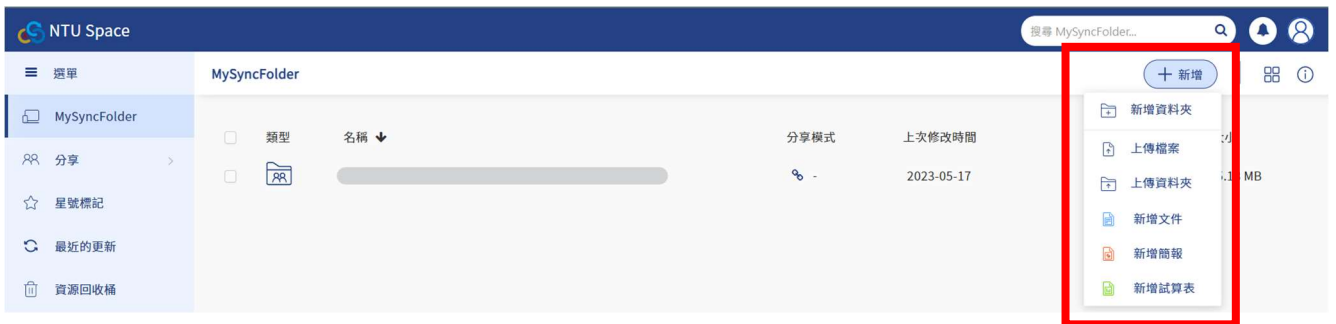 NTU Space
搜尋 MySyncFolder...
選單
MySyncFolder
+ 新增
MySyncFolder
新增資料夾
類型 名稱 分享模式 上次修改時間
分享
上傳檔案
- 2023-05-17 MB
上傳資料夾
星號標記
新增文件
最近的更新
新增簡報
資源回收桶
新增試算表